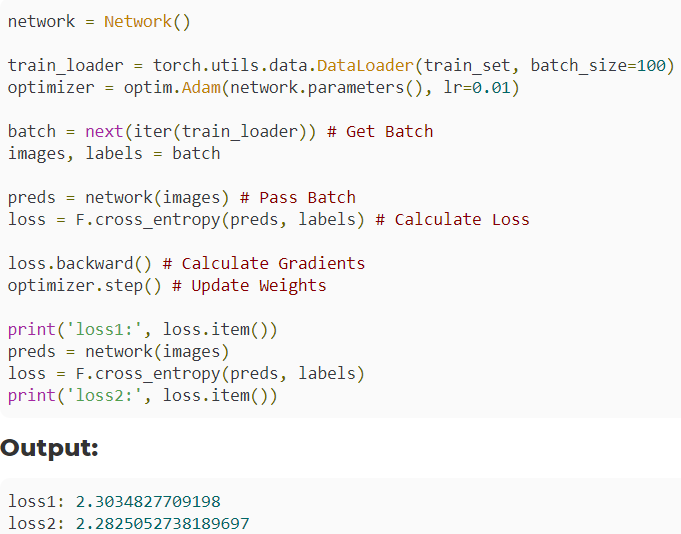 network = Network()
train_loader = torch.utils.data.DataLoader(train_set, batch_size=100)
optimizer = optim.Adam(network.parameters(), lr=0.01)
batch = next(iter(train_loader)) # Get Batch
images, labels = batch
preds = network(images) # Pass Batch
loss = F.cross_entropy(preds, labels) # Calculate Loss
loss.backward() # Calculate Gradients
optimizer.step() # Update Weights
print('loss1:', loss.item())
preds = network(images)
loss = F.cross_entropy(preds, labels)
print('loss2:', loss.item())
Output:
loss1: 2.3034827709198
loss2: 2.2825052738189697